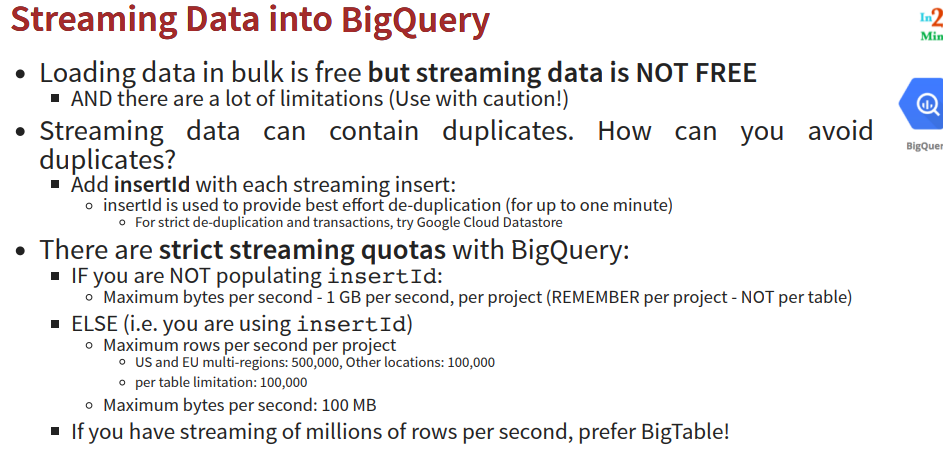 Streaming Data into BigQuery
In2
Min
• Loading data in bulk is free but streaming data is NOT FREE
▪ AND there are a lot of limitations (Use with caution!)
• Streaming data can contain duplicates. How can you avoid
duplicates?
▪ Add insertId with each streaming insert:
◦ insertId is used to provide best effort de-duplication (for up to one minute)
◦ For strict de-duplication and transactions, try Google Cloud Datastore
• There are strict streaming quotas with BigQuery:
▪ IF you are NOT populating insertId:
◦ Maximum bytes per second - 1 GB per second, per project (REMEMBER per project - NOT per table)
▪ ELSE (i.e. you are using insertId)
◦ Maximum rows per second per project
◦ US and EU multi-regions: 500,000, Other locations: 100,000
◦ per table limitation: 100,000
◦ Maximum bytes per second: 100 MB
▪ If you have streaming of millions of rows per second, prefer BigTable!
BigQuer